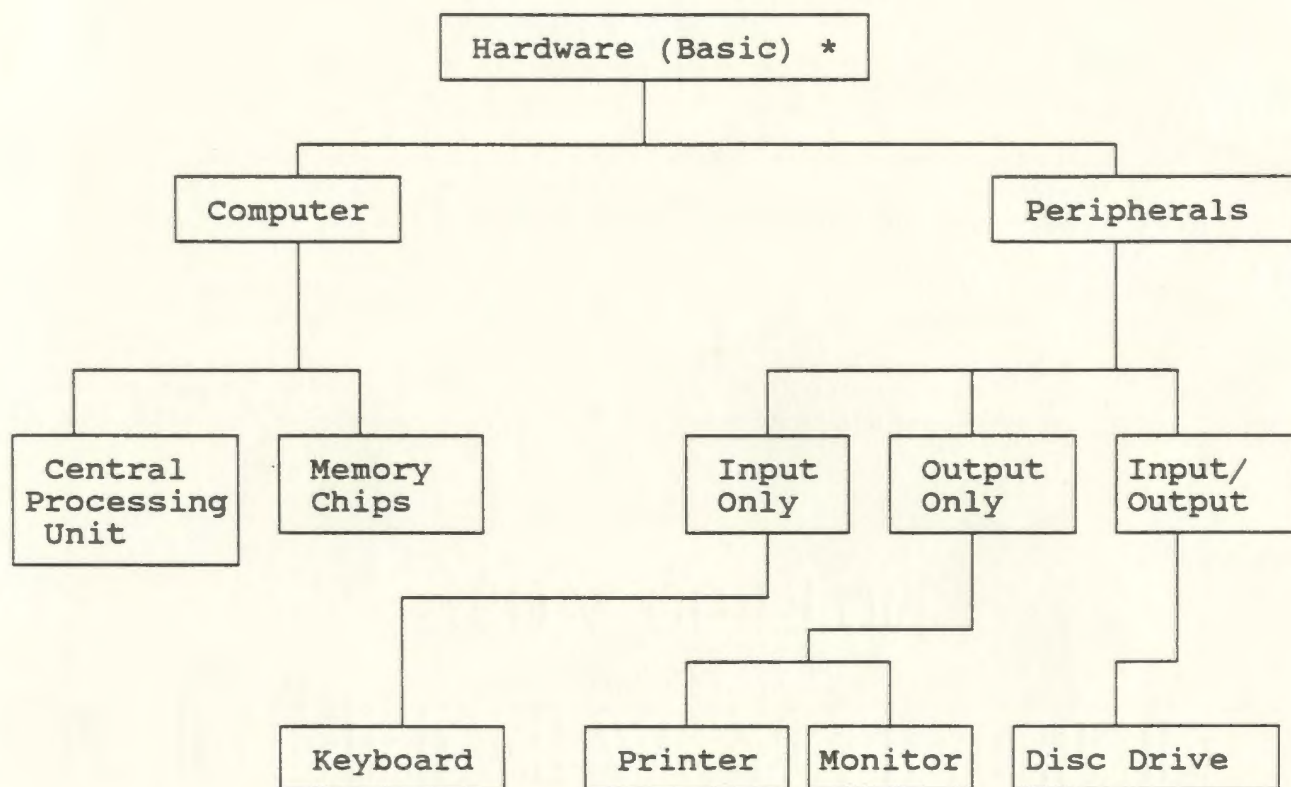 Hardware (Basic) *
Computer
Peripherals
Central
Processing
Unit
Memory
Chips
Input
Only
Output
Only
Input/
Output
Keyboard
Printer
Monitor
Disc Drive